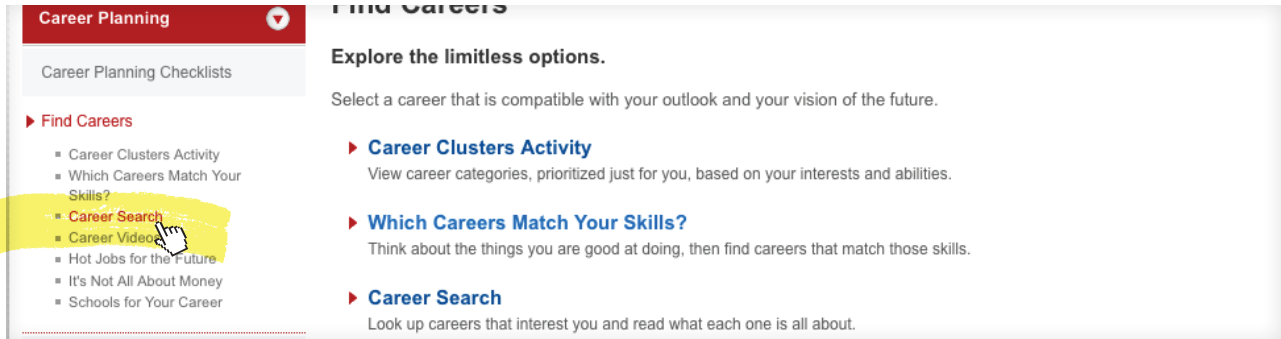 Career Planning
Career Planning Checklists
Find Careers
Career Clusters Activity
Which Careers Match Your
Skills?
Career Search
Career Videos
Hot Jobs for the Future
It's Not All About Money
Schools for Your Career
Find Careers
Explore the limitless options.
Select a career that is compatible with your outlook and your vision of the future.
Career Clusters Activity
View career categories, prioritized just for you, based on your interests and abilities.
Which Careers Match Your Skills?
Think about the things you are good at doing, then find careers that match those skills.
Career Search
Look up careers that interest you and read what each one is all about.